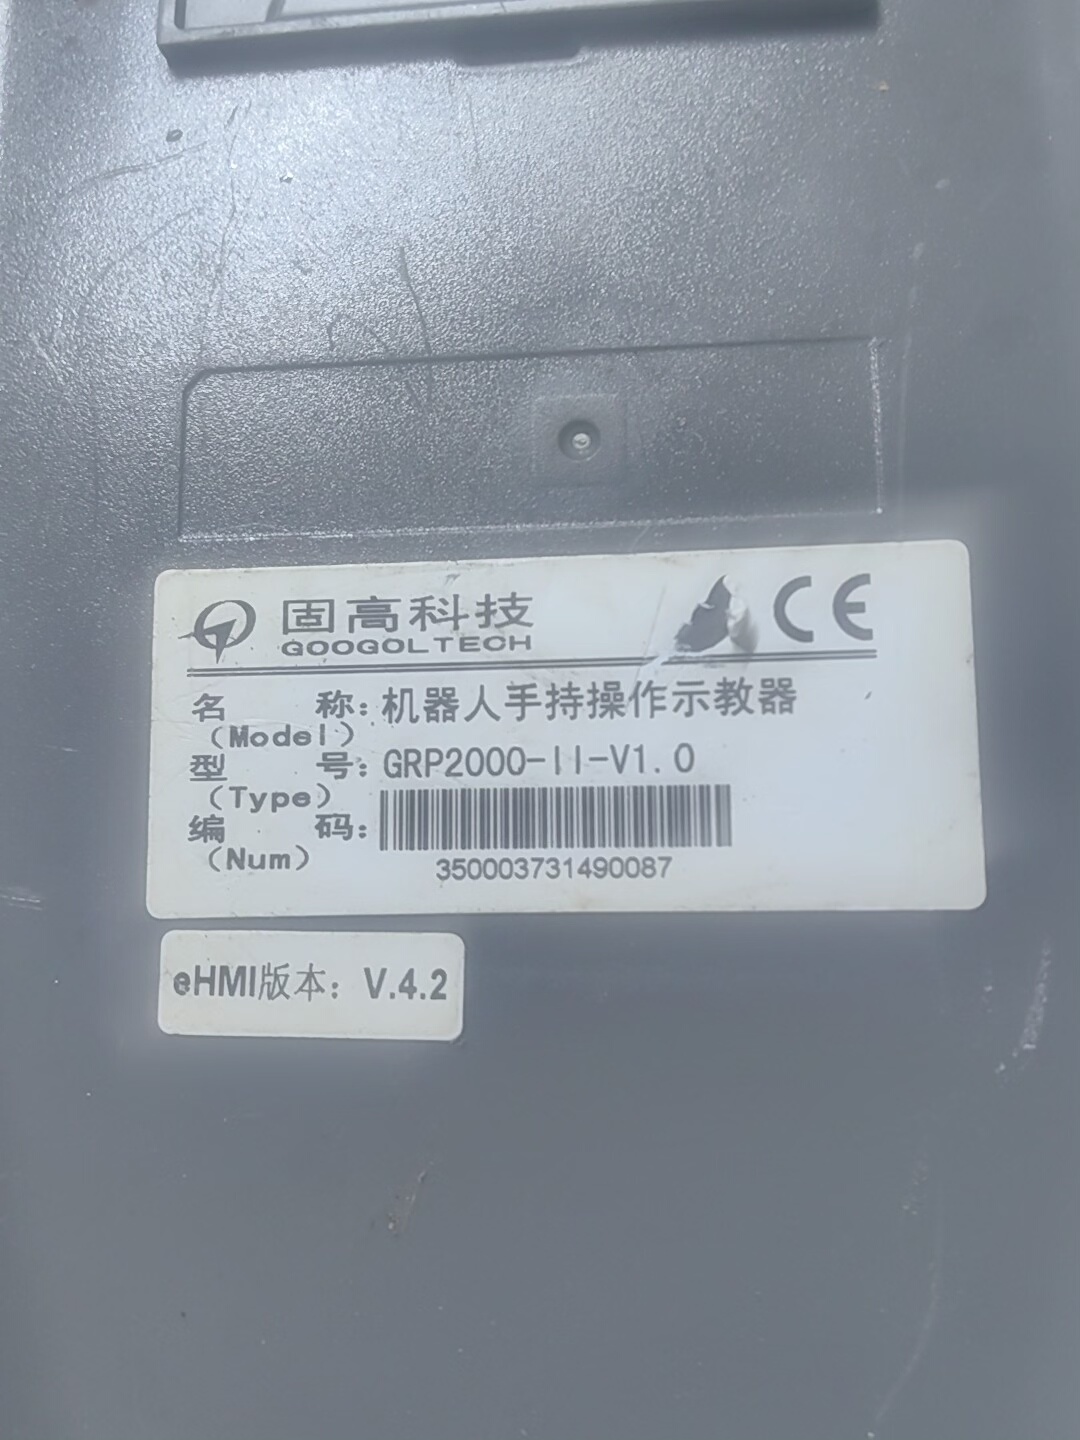 固高科技
GOOGOLTECH
CE
名 称：机器人手持操作示教器
（Model）
型 号：GRP2000-II-V1.0
（Type）
编 码：
（Num）
350003731490087
eHMI版本：V.4.2